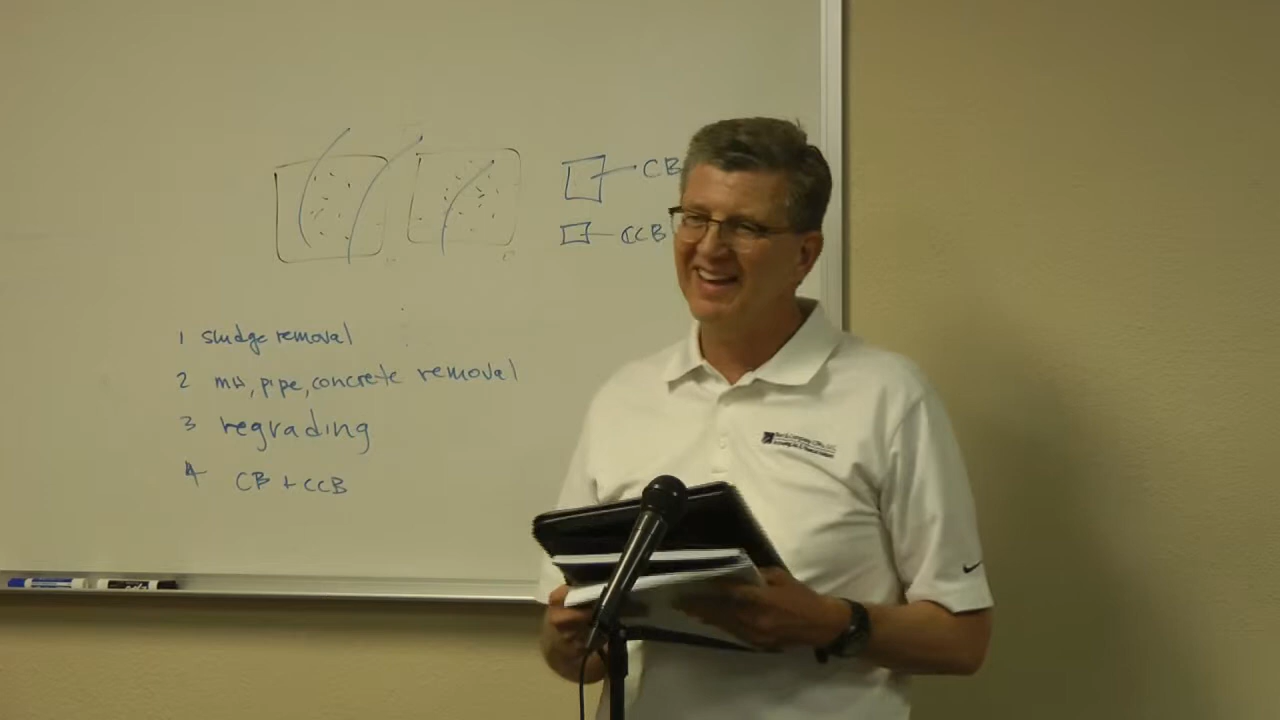 CB
CCB
1 sludge removal
2 MH, pipe, concrete removal
3 regrading
4 CB + CCB